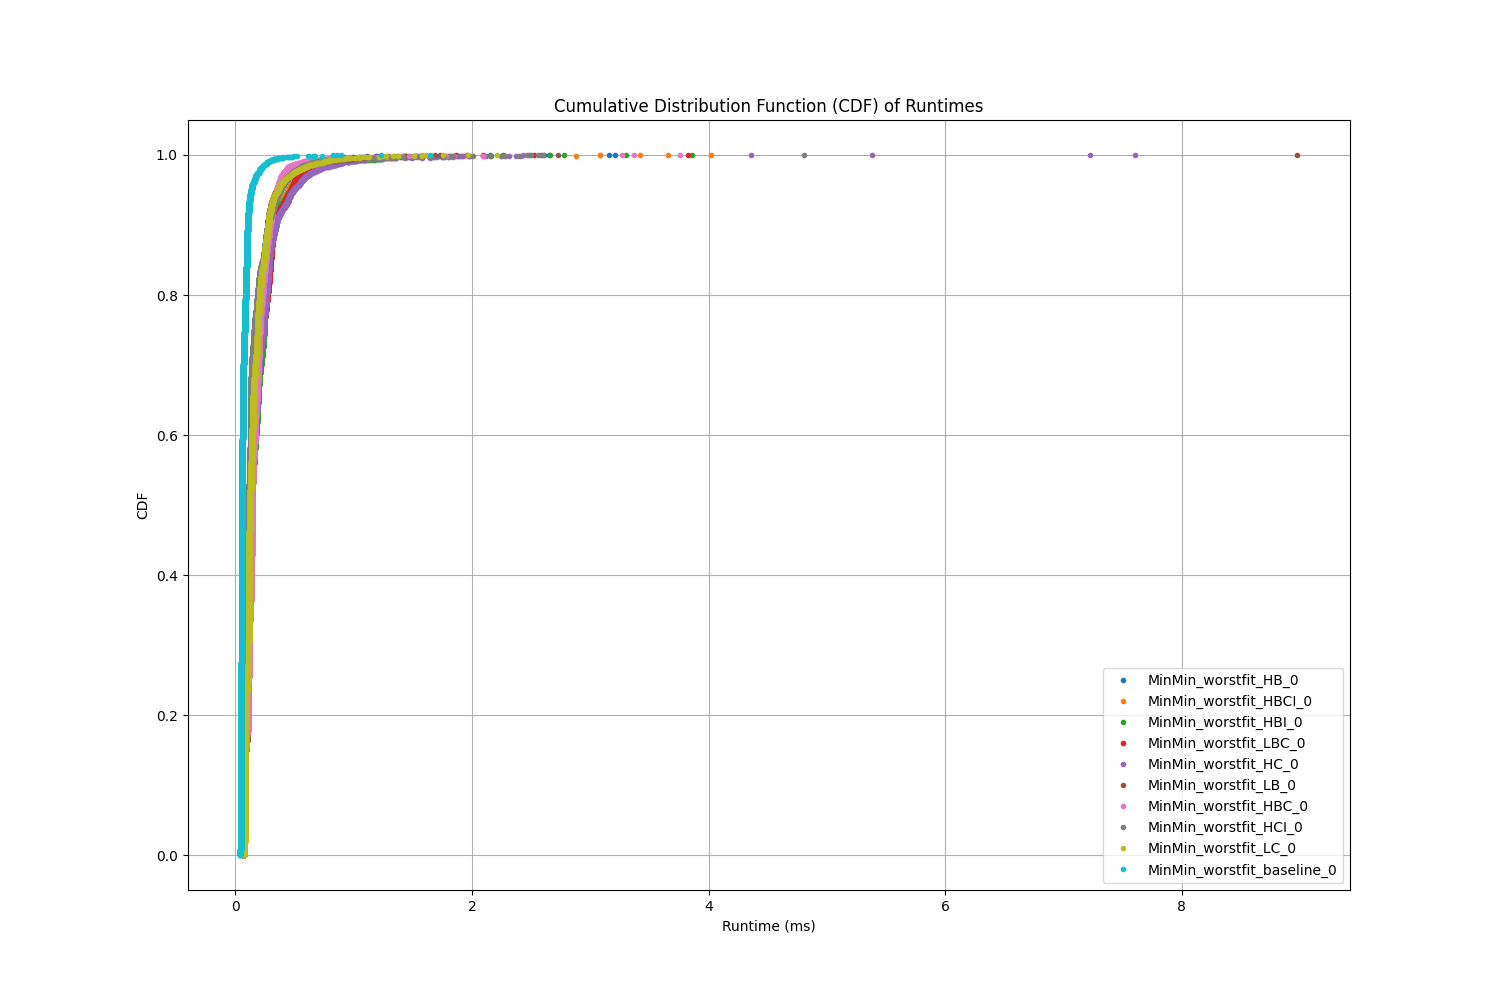 Cumulative Distribution Function (CDF) of Runtimes
1.0
0.8
0.6
0.4
0.2
0.0
CDF
0 2 4 6 8
Runtime (ms)
MinMin_worstfit_HB_0
MinMin_worstfit_HBCI_0
MinMin_worstfit_HBI_0
MinMin_worstfit_LBC_0
MinMin_worstfit_HC_0
MinMin_worstfit_LB_0
MinMin_worstfit_HBC_0
MinMin_worstfit_HCI_0
MinMin_worstfit_LC_0
MinMin_worstfit_baseline_0